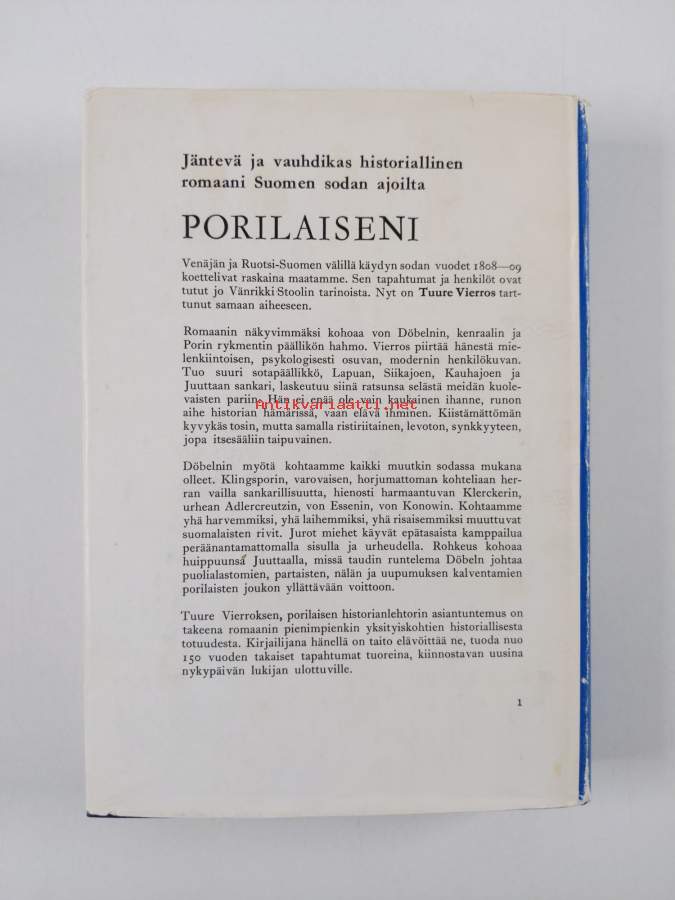 Jäntevä ja vauhdikas historiallinen
romaani Suomen sodan ajoilta
PORILAISENI
Venäjän ja Ruotsi-Suomen välillä käydyn sodan vuodet 1808—09
koettelivat raskaina maatamme. Sen tapahtumat ja henkilöt ovat
tutut jo Vänrikki Stoolin tarinoista. Nyt on Tuure Vierros tart-
tunut samaan aiheeseen.
Romaanin näkyvimmäksi kohoaa von Döbelnin, kenraalin ja
Porin rykmentin päällikön hahmo. Vierros piirtää hänestä mie-
lenkiintoisen, psykologisesti osuvan, modernin henkilökuvan.
Tuo suuri sotapäällikkö, Lapuan, Siikajoen, Kauhajoen ja
Juuttaan sankari, laskeutuu siinä ratsunsa selästä meidän kuole-
vaisten pariin. Hän ei enää ole vain kaukainen ihanne, runon
Antikvariaatti.net
aihe historian hämärissä, vaan elävä ihminen. Kiistämättömän
kyvykäs tosin, mutta samalla ristiriitainen, levoton, synkkyyteen,
jopa itsesääliin taipuvainen.
Döbelnin myötä kohtaamme kaikki muutkin sodassa mukana
olleet. Klingsporin, varovaisen, horjumattoman kohteliaan her-
ran vailla sankarillisuutta, hienosti harmaantuvan Klerckerin,
urhean Adlercreutzin, von Essenin, von Konowin. Kohtaamme
yhä harvemmiksi, yhä laihemmiksi, yhä risaisemmiksi muuttuvat
suomalaisten rivit. Jurot miehet käyvät epätasaista kamppailua
peräänantamattomalla sisulla ja urheudella. Rohkeus kohoaa
huippuunsa Juuttaalla, missä taudin runtelema Döbeln johtaa
puolialastomien, partaisten, nälän ja uupumuksen kalventamien
porilaisten joukon yllättävään voittoon.
Tuure Vierroksen, porilaisen historianlehtorin asiantuntemus on
takeena romaanin pienimpienkin yksityiskohtien historiallisesta
totuudesta. Kirjailijana hänellä on taito elävöittää ne, tuoda nuo
150 vuoden takaiset tapahtumat tuoreina, kiinnostavan uusina
nykypäivän lukijan ulottuville.
1